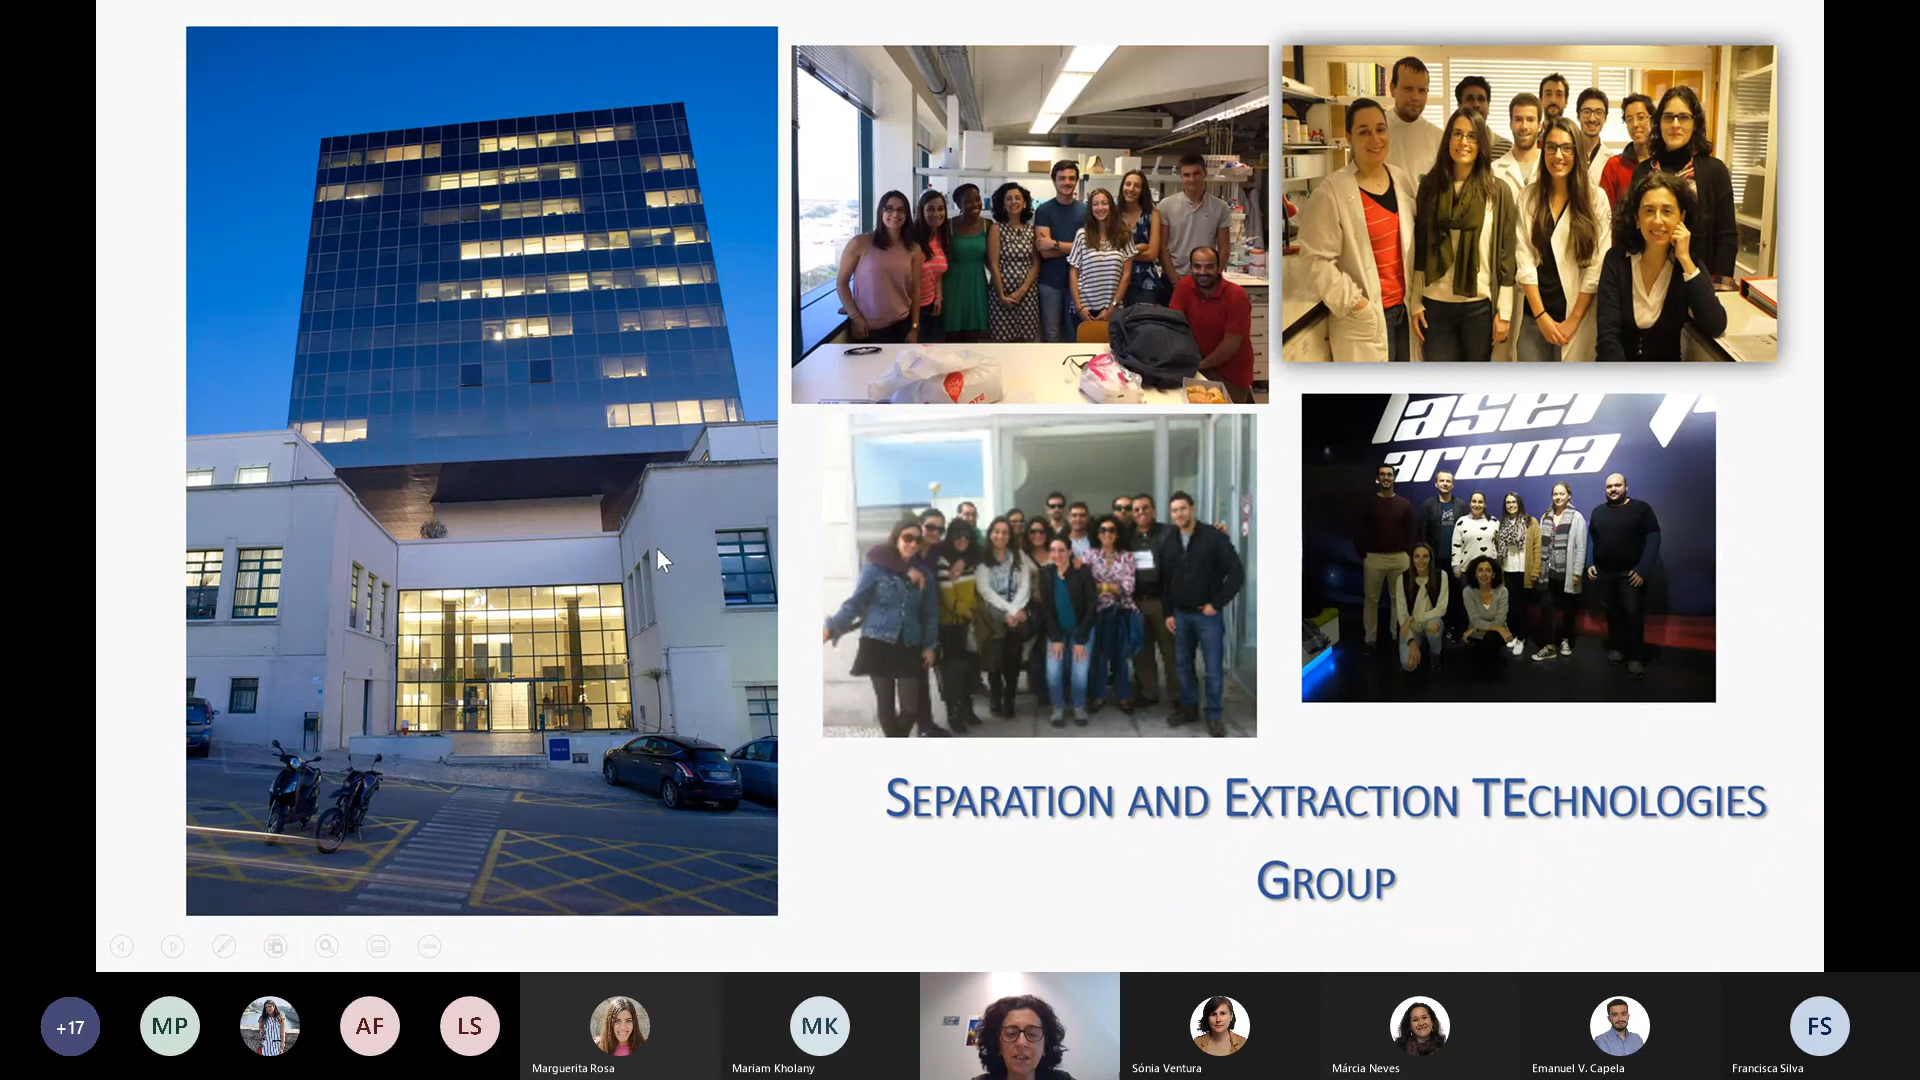 laser
arena
SEPARATION AND EXTRACTION TECHNOLOGIES
GROUP
+17
MP
AF
LS
MK
FS
Marguerita Rosa
Mariam Kholany
Sónia Ventura
Márcia Neves
Emanuel V. Capela
Francisca Silva